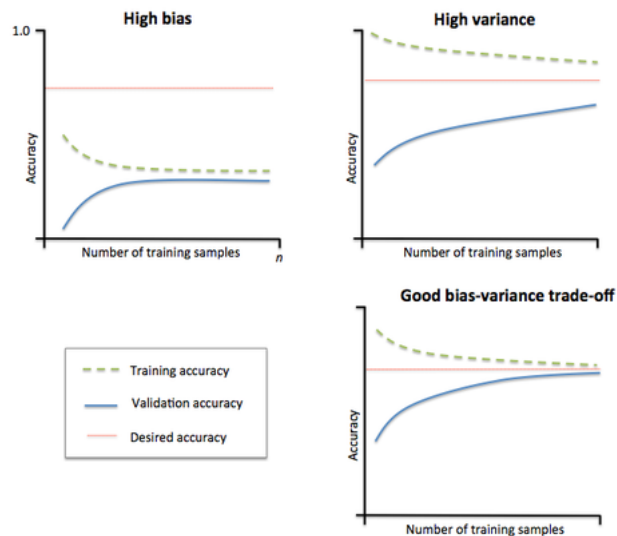 High bias
1.0
Accuracy
Number of training samples
n
High variance
Accuracy
Number of training samples
Good bias-variance trade-off
Accuracy
Number of training samples
Training accuracy
Validation accuracy
Desired accuracy